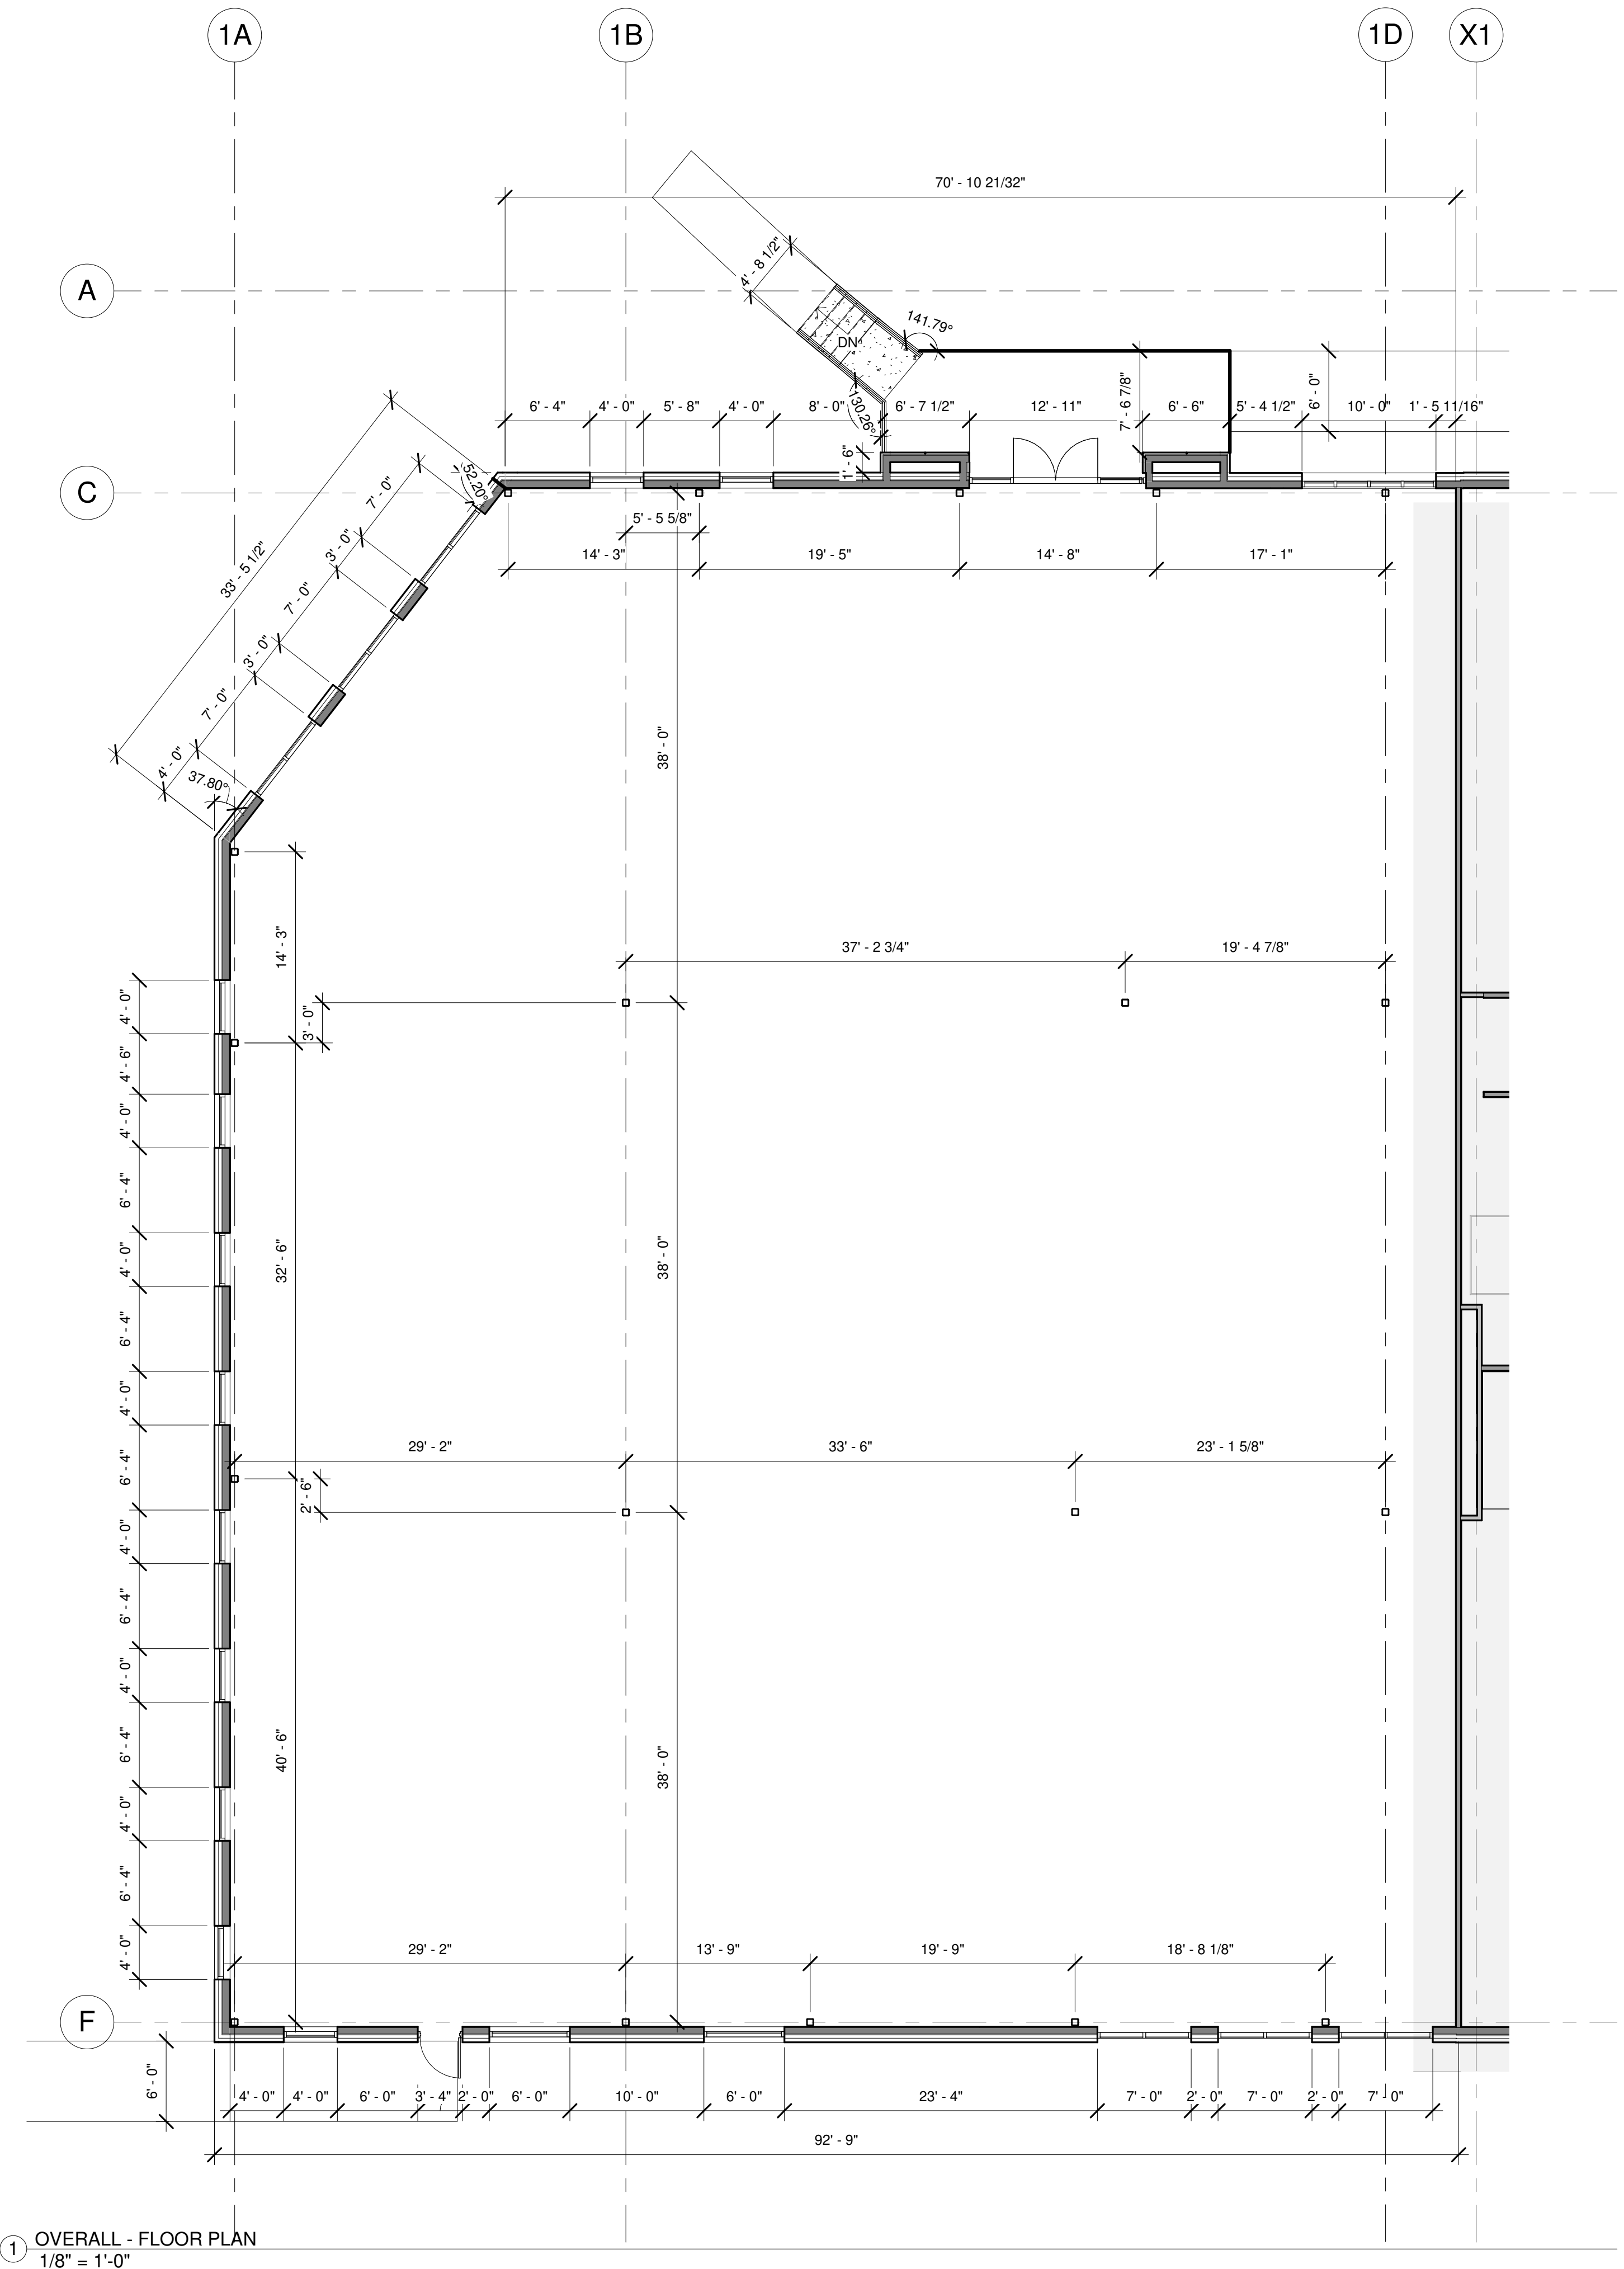 1A
1B
1D
X1
70' - 10 21/32"
A
4' - 8 1/2"
141.79°
DN
130.26°
7' - 6 7/8"
6' - 0"
6' - 4"
4' - 0"
5' - 8"
4' - 0"
8' - 0"
6' - 7 1/2"
12' - 11"
6' - 6"
5' - 4 1/2"
10' - 0"
1' - 5 11/16"
1' - 6"
C
52.20°
7' - 0"
5' - 5 5/8"
14' - 3"
19' - 5"
14' - 8"
17' - 1"
33' - 5 1/2"
3' - 0"
7' - 0"
3' - 0"
7' - 0"
4' - 0"
37.80°
38' - 0"
14' - 3"
37' - 2 3/4"
19' - 4 7/8"
3' - 0"
4' - 0"
4' - 6"
4' - 0"
6' - 4"
4' - 0"
6' - 4"
4' - 0"
6' - 4"
4' - 0"
6' - 4"
4' - 0"
6' - 4"
4' - 0"
6' - 4"
4' - 0"
32' - 6"
38' - 0"
29' - 2"
33' - 6"
23' - 1 5/8"
2' - 6"
40' - 6"
38' - 0"
29' - 2"
13' - 9"
19' - 9"
18' - 8 1/8"
F
6' - 0"
4' - 0"
4' - 0"
6' - 0"
3' - 4"
2' - 0"
6' - 0"
10' - 0"
6' - 0"
23' - 4"
7' - 0"
2' - 0"
7' - 0"
2' - 0"
7' - 0"
92' - 9"
1
OVERALL - FLOOR PLAN
1/8" = 1'-0"